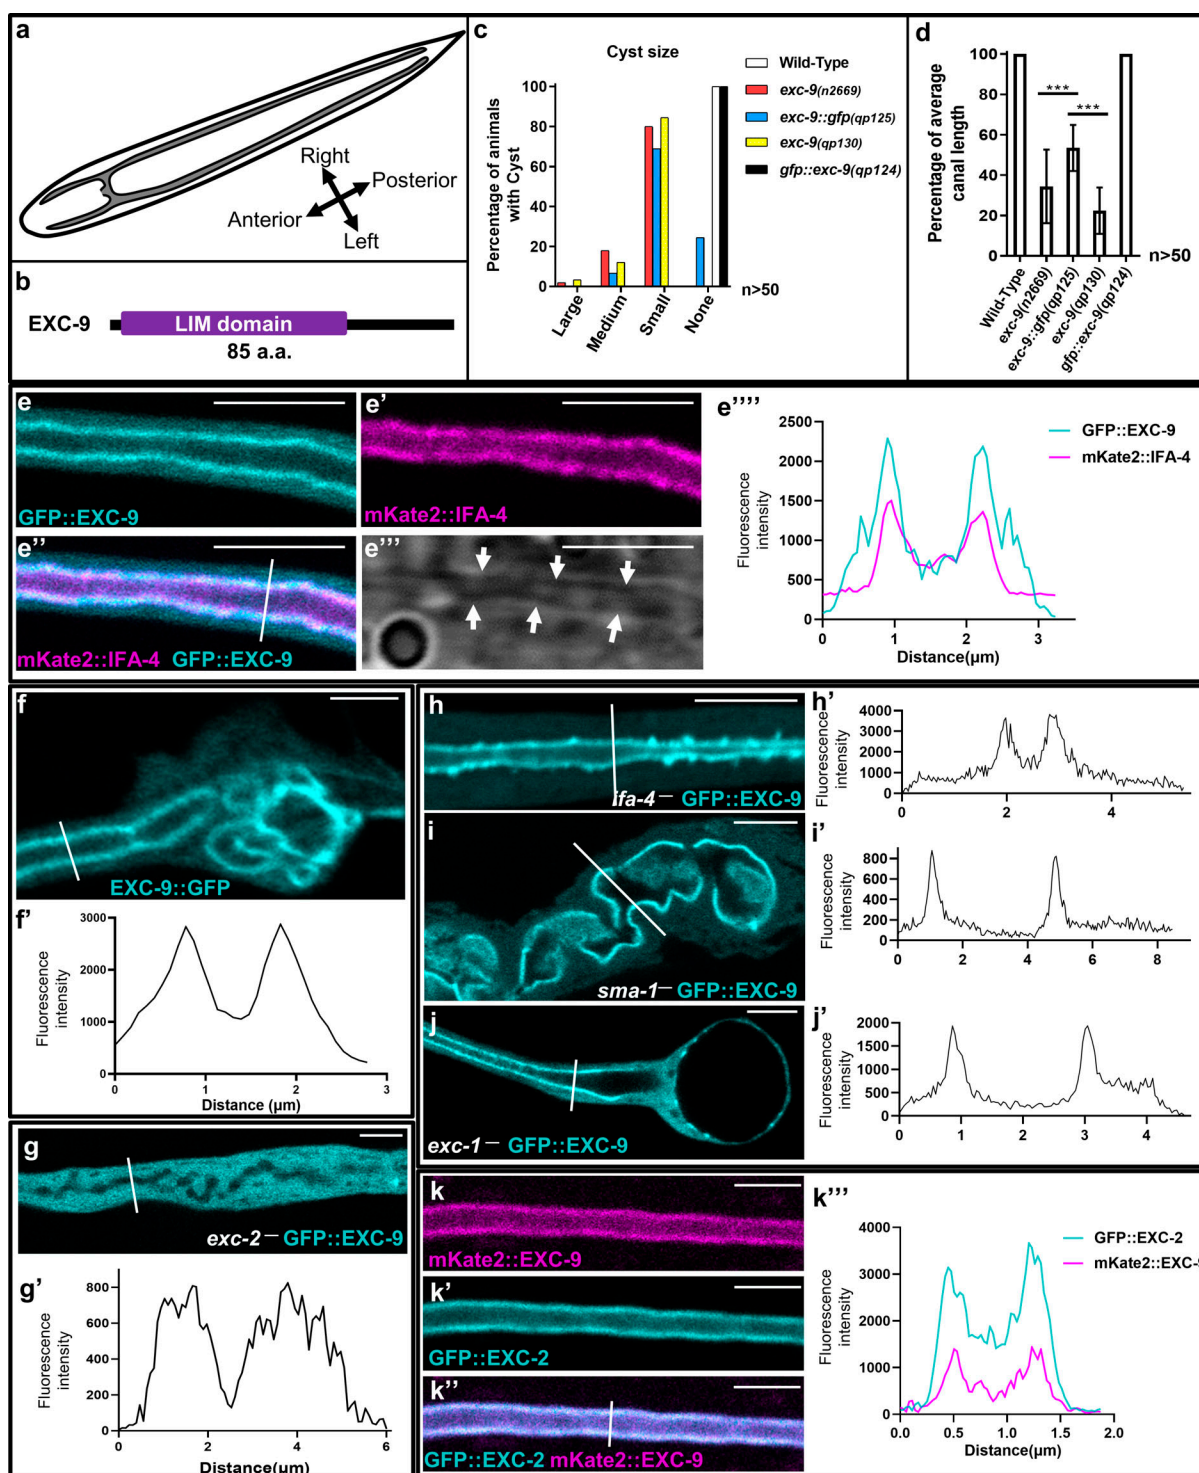 a
Right
Posterior
Anterior
Left
b
EXC-9
LIM domain
85 a.a.
c
Cyst size
Percentage of animals
with Cyst
100
80
60
40
20
0
Large
Medium
Small
None
n>50
Wild-Type
exc-9(n2669)
exc-9::gfp(qp125)
exc-9(qp130)
gfp::exc-9(qp124)
d
Percentage of average
canal length
100
80
60
40
20
0
***
***
n>50
Wild-Type
exc-9(n2669)
exc-9::gfp(qp125)
exc-9(qp130)
gfp::exc-9(qp124)
e
GFP::EXC-9
e'
mKate2::IFA-4
e''
mKate2::IFA-4 GFP::EXC-9
e'''
e''''
Fluorescence
intensity
2500
2000
1500
1000
500
0
0 1 2 3
Distance(µm)
GFP::EXC-9
mKate2::IFA-4
f
EXC-9::GFP
f'
Fluorescence
intensity
3000
2000
1000
0
0 1 2 3
Distance (µm)
g
exc-2— GFP::EXC-9
g'
Fluorescence
intensity
800
600
400
200
0
0 2 4 6
Distance(µm)
h
ifa-4— GFP::EXC-9
h'
Fluorescence
intensity
4000
3000
2000
1000
0
0 2 4
i
sma-1— GFP::EXC-9
i'
Fluorescence
intensity
800
600
400
200
0
0 2 4 6 8
j
exc-1— GFP::EXC-9
j'
Fluorescence
intensity
2000
1500
1000
500
0
0 1 2 3 4
k
mKate2::EXC-9
k'
GFP::EXC-2
k''
GFP::EXC-2 mKate2::EXC-9
k'''
Fluorescence
intensity
4000
3000
2000
1000
0
0.0 0.5 1.0 1.5 2.0
Distance(µm)
GFP::EXC-2
mKate2::EXC-9